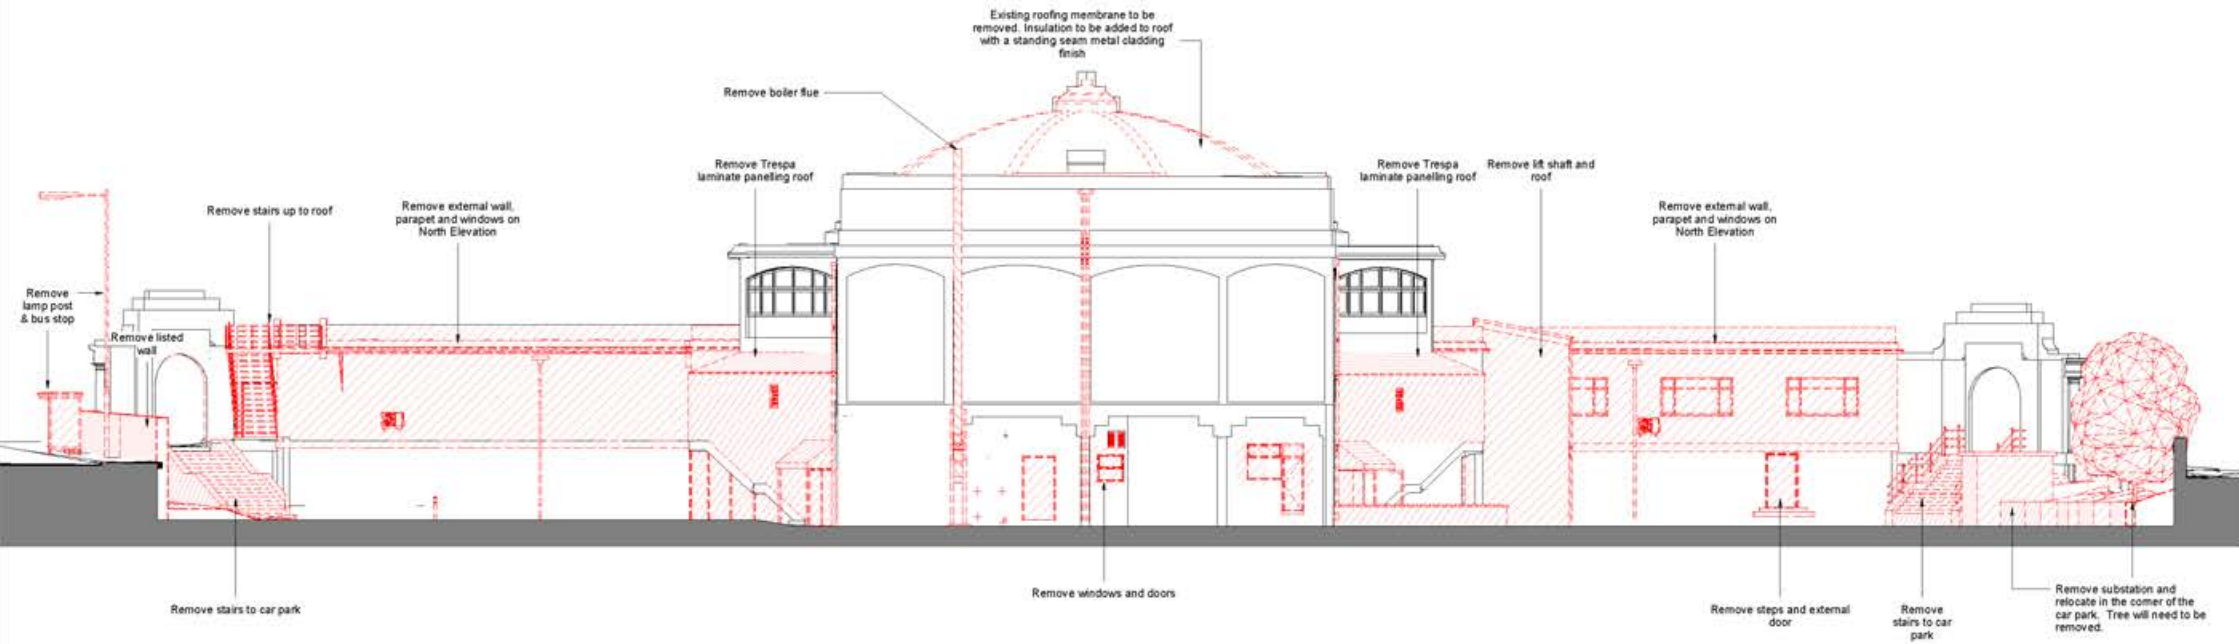 Existing roofing membrane to be
removed. Insulation to be added to roof
with a standing seam metal cladding
finish
Remove boiler flue
Remove Trespa
laminate panelling roof
Remove Trespa
laminate panelling roof
Remove lift shaft and
roof
Remove stairs up to roof
Remove external wall,
parapet and windows on
North Elevation
Remove external wall,
parapet and windows on
North Elevation
Remove
lamp post
& bus stop
Remove listed
wall
Remove stairs to car park
Remove windows and doors
Remove steps and external
door
Remove
stairs to car
park
Remove substation and
relocate in the corner of the
car park. Tree will need to be
removed.